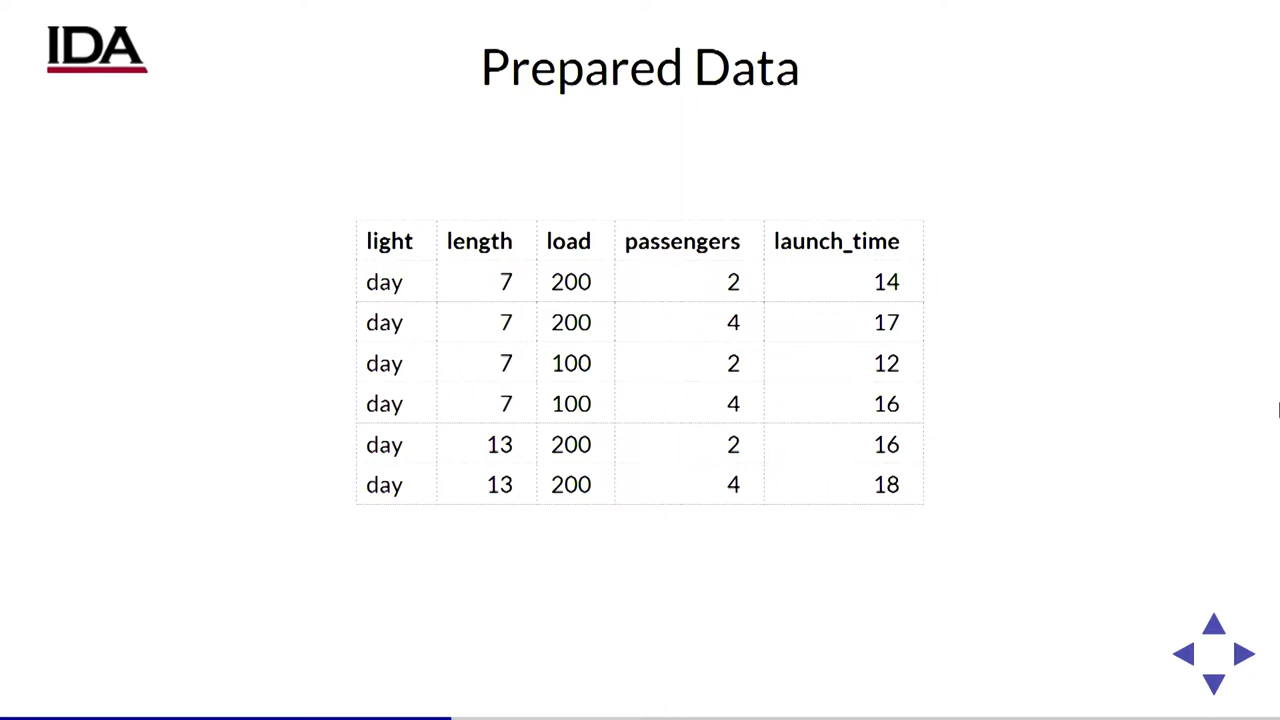 IDA
Prepared Data
light length load passengers launch_time
day 7 200 2 14
day 7 200 4 17
day 7 100 2 12
day 7 100 4 16
day 13 200 2 16
day 13 200 4 18